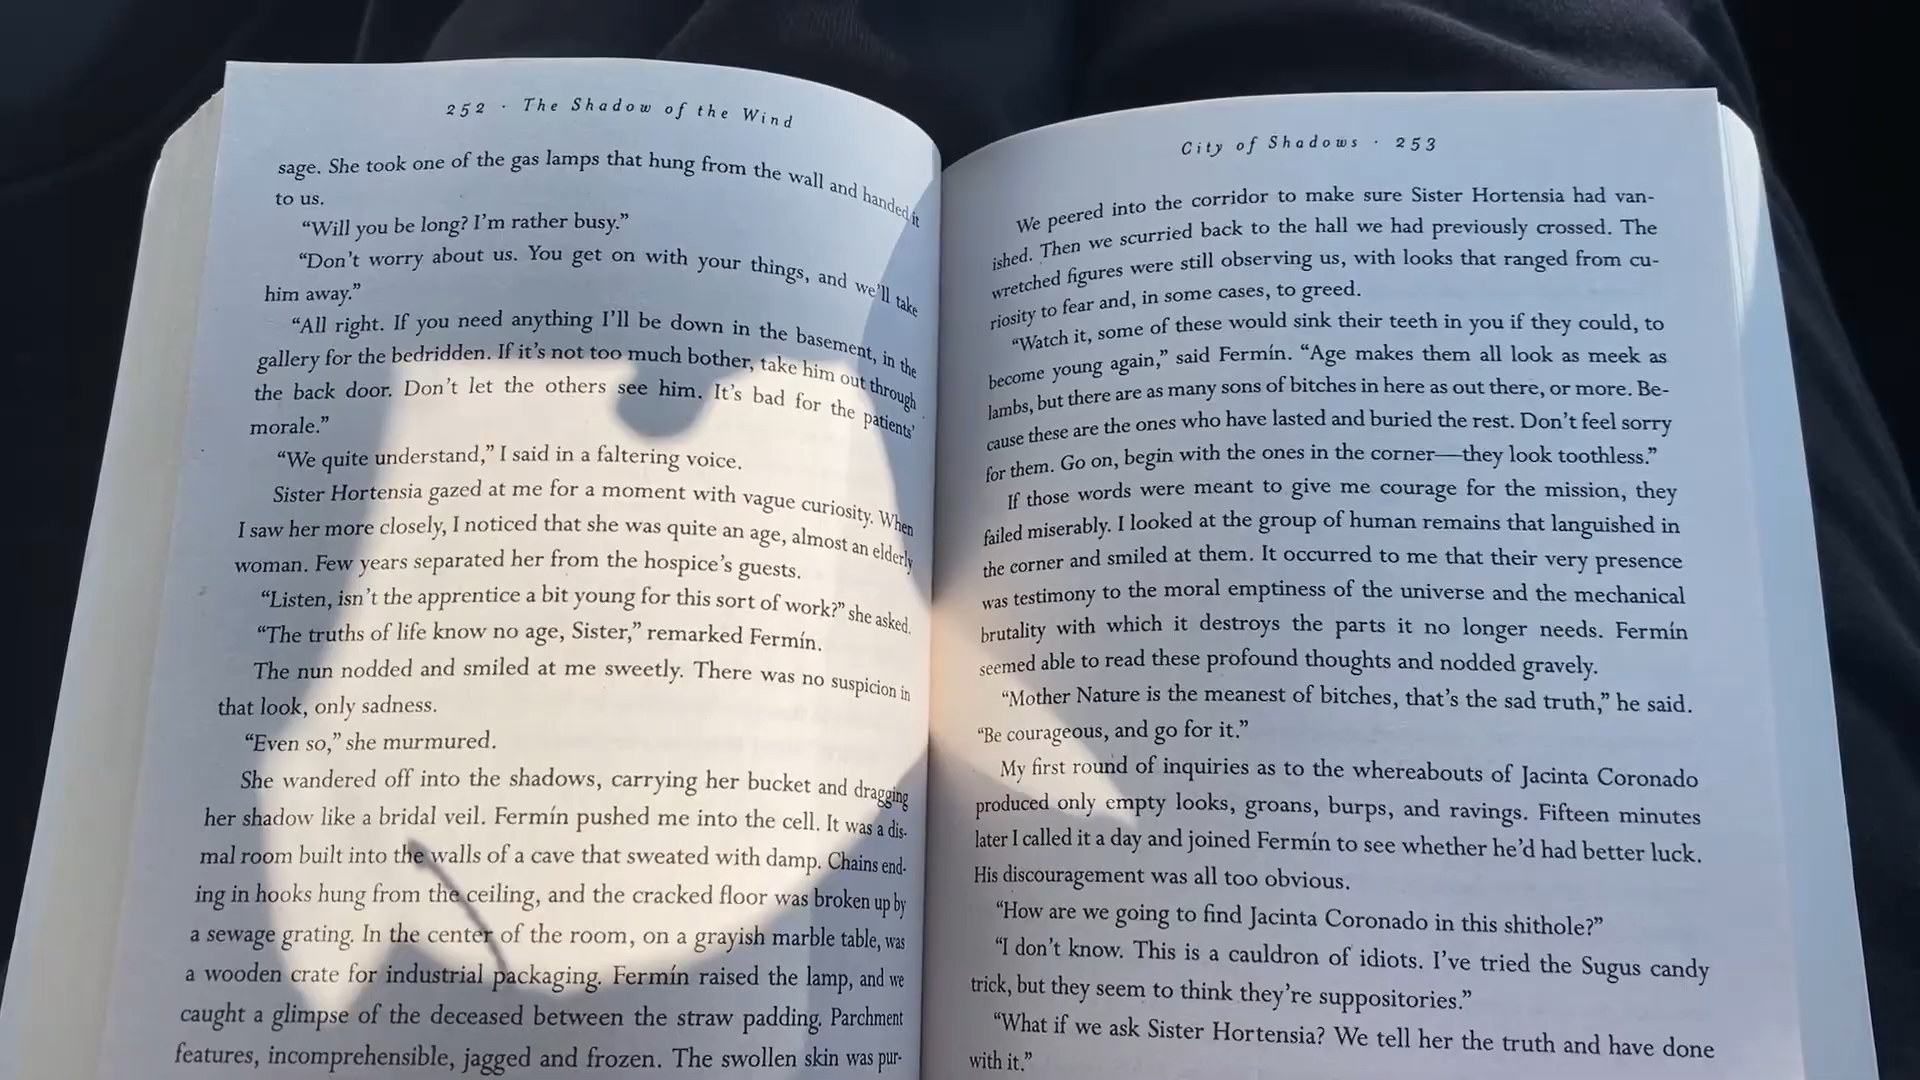 252 · The Shadow of the Wind
sage. She took one of the gas lamps that hung from the wall and handed it
to us.
“Will you be long? I’m rather busy.”
“Don’t worry about us. You get on with your things, and we’ll take
him away.”
“All right. If you need anything I’ll be down in the basement, in the
gallery for the bedridden. If it’s not too much bother, take him out through
the back door. Don’t let the others see him. It’s bad for the patients’
morale.”
“We quite understand,” I said in a faltering voice.
Sister Hortensia gazed at me for a moment with vague curiosity. When
I saw her more closely, I noticed that she was quite an age, almost an elderly
woman. Few years separated her from the hospice’s guests.
“Listen, isn’t the apprentice a bit young for this sort of work?” she asked.
“The truths of life know no age, Sister,” remarked Fermín.
The nun nodded and smiled at me sweetly. There was no suspicion in
that look, only sadness.
“Even so,” she murmured.
She wandered off into the shadows, carrying her bucket and dragging
her shadow like a bridal veil. Fermín pushed me into the cell. It was a dis-
mal room built into the walls of a cave that sweated with damp. Chains end-
ing in hooks hung from the ceiling, and the cracked floor was broken up by
a sewage grating. In the center of the room, on a grayish marble table, was
a wooden crate for industrial packaging. Fermín raised the lamp, and we
caught a glimpse of the deceased between the straw padding. Parchment
features, incomprehensible, jagged and frozen. The swollen skin was pur-
City of Shadows · 253
We peered into the corridor to make sure Sister Hortensia had van-
ished. Then we scurried back to the hall we had previously crossed. The
wretched figures were still observing us, with looks that ranged from cu-
riosity to fear and, in some cases, to greed.
“Watch it, some of these would sink their teeth in you if they could, to
become young again,” said Fermín. “Age makes them all look as meek as
lambs, but there are as many sons of bitches in here as out there, or more. Be-
cause these are the ones who have lasted and buried the rest. Don’t feel sorry
for them. Go on, begin with the ones in the corner—they look toothless.”
If those words were meant to give me courage for the mission, they
failed miserably. I looked at the group of human remains that languished in
the corner and smiled at them. It occurred to me that their very presence
was testimony to the moral emptiness of the universe and the mechanical
brutality with which it destroys the parts it no longer needs. Fermín
seemed able to read these profound thoughts and nodded gravely.
“Mother Nature is the meanest of bitches, that’s the sad truth,” he said.
“Be courageous, and go for it.”
My first round of inquiries as to the whereabouts of Jacinta Coronado
produced only empty looks, groans, burps, and ravings. Fifteen minutes
later I called it a day and joined Fermín to see whether he’d had better luck.
His discouragement was all too obvious.
“How are we going to find Jacinta Coronado in this shithole?”
“I don’t know. This is a cauldron of idiots. I’ve tried the Sugus candy
trick, but they seem to think they’re suppositories.”
“What if we ask Sister Hortensia? We tell her the truth and have done
with it.”